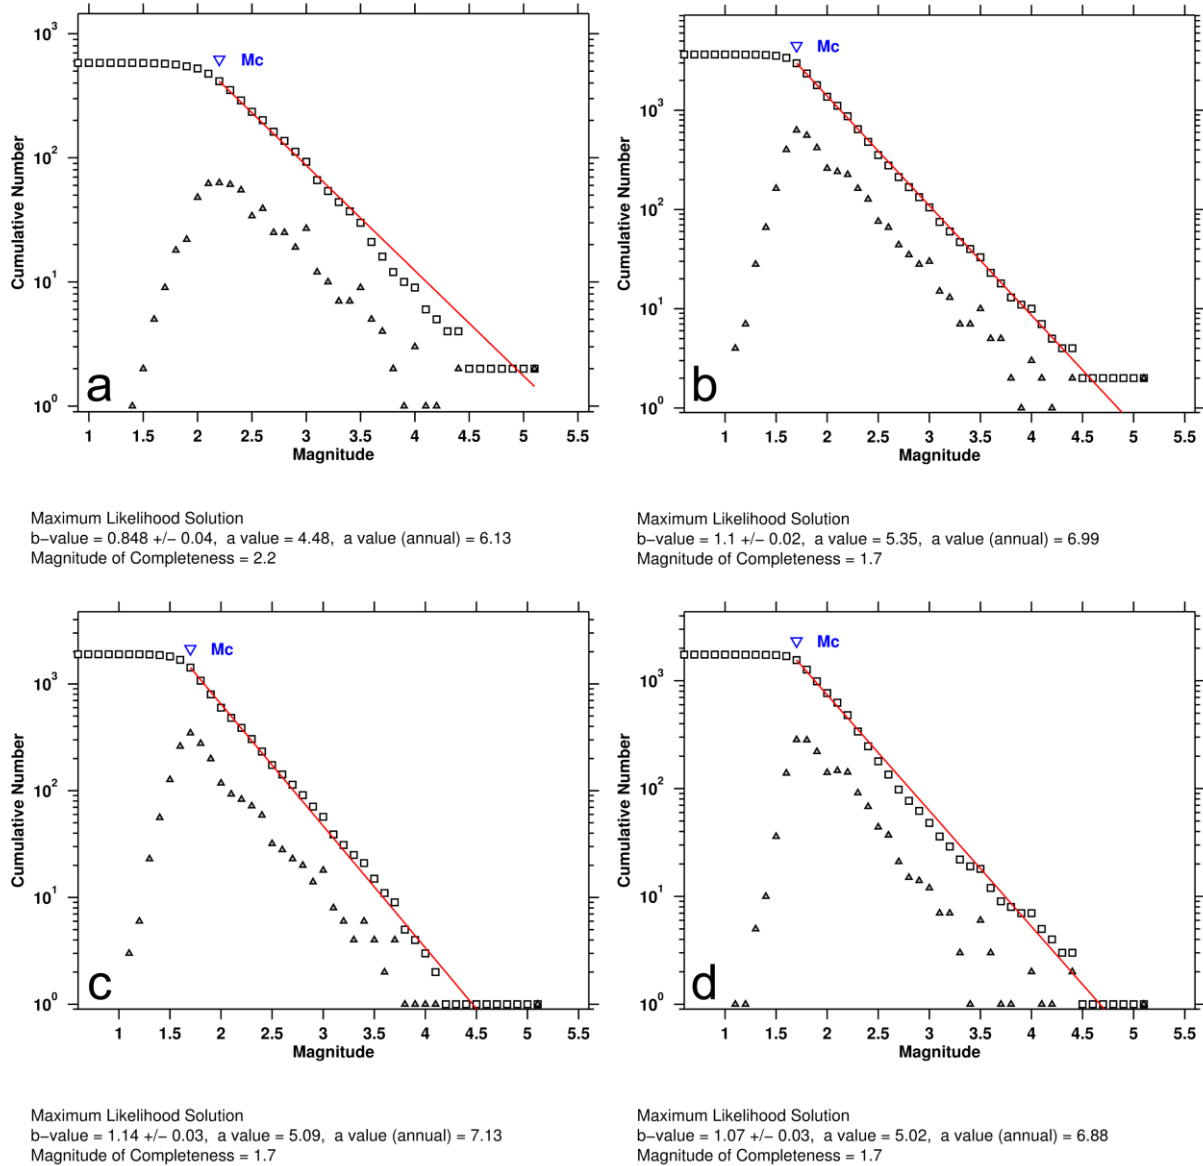 10³
10²
10¹
10⁰
Cumulative Number
Mc
a
1 1.5 2 2.5 3 3.5 4 4.5 5 5.5
Magnitude
Maximum Likelihood Solution
b−value = 0.848 +/− 0.04, a value = 4.48, a value (annual) = 6.13
Magnitude of Completeness = 2.2
10³
10²
10¹
10⁰
Cumulative Number
Mc
b
1 1.5 2 2.5 3 3.5 4 4.5 5 5.5
Magnitude
Maximum Likelihood Solution
b−value = 1.1 +/− 0.02, a value = 5.35, a value (annual) = 6.99
Magnitude of Completeness = 1.7
10³
10²
10¹
10⁰
Cumulative Number
Mc
c
1 1.5 2 2.5 3 3.5 4 4.5 5 5.5
Magnitude
Maximum Likelihood Solution
b−value = 1.14 +/− 0.03, a value = 5.09, a value (annual) = 7.13
Magnitude of Completeness = 1.7
10³
10²
10¹
10⁰
Cumulative Number
Mc
d
1 1.5 2 2.5 3 3.5 4 4.5 5 5.5
Magnitude
Maximum Likelihood Solution
b−value = 1.07 +/− 0.03, a value = 5.02, a value (annual) = 6.88
Magnitude of Completeness = 1.7